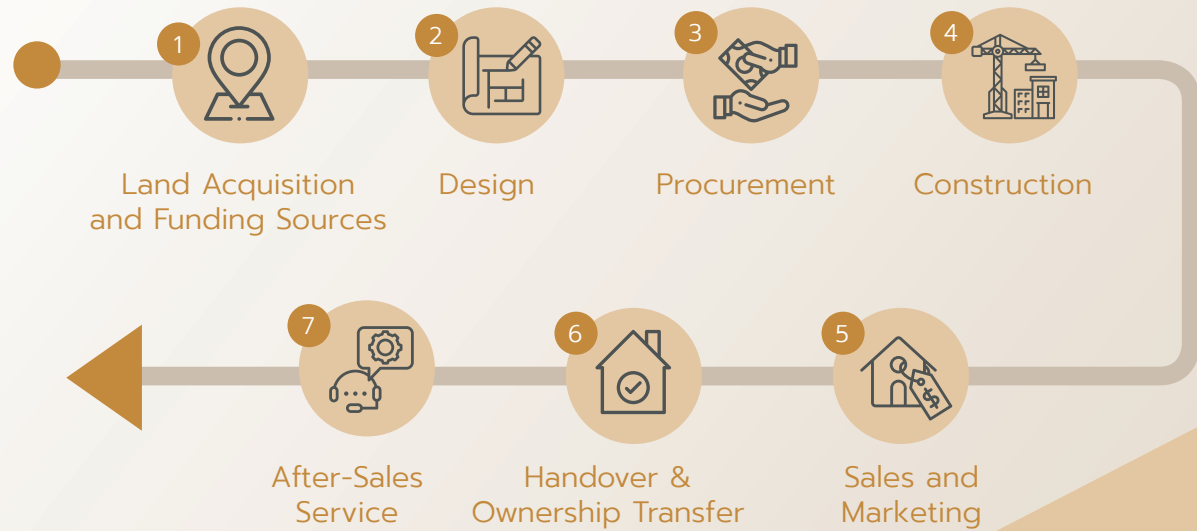 1
Land Acquisition
and Funding Sources
2
Design
3
Procurement
4
Construction
5
Sales and
Marketing
6
Handover &
Ownership Transfer
7
After-Sales
Service